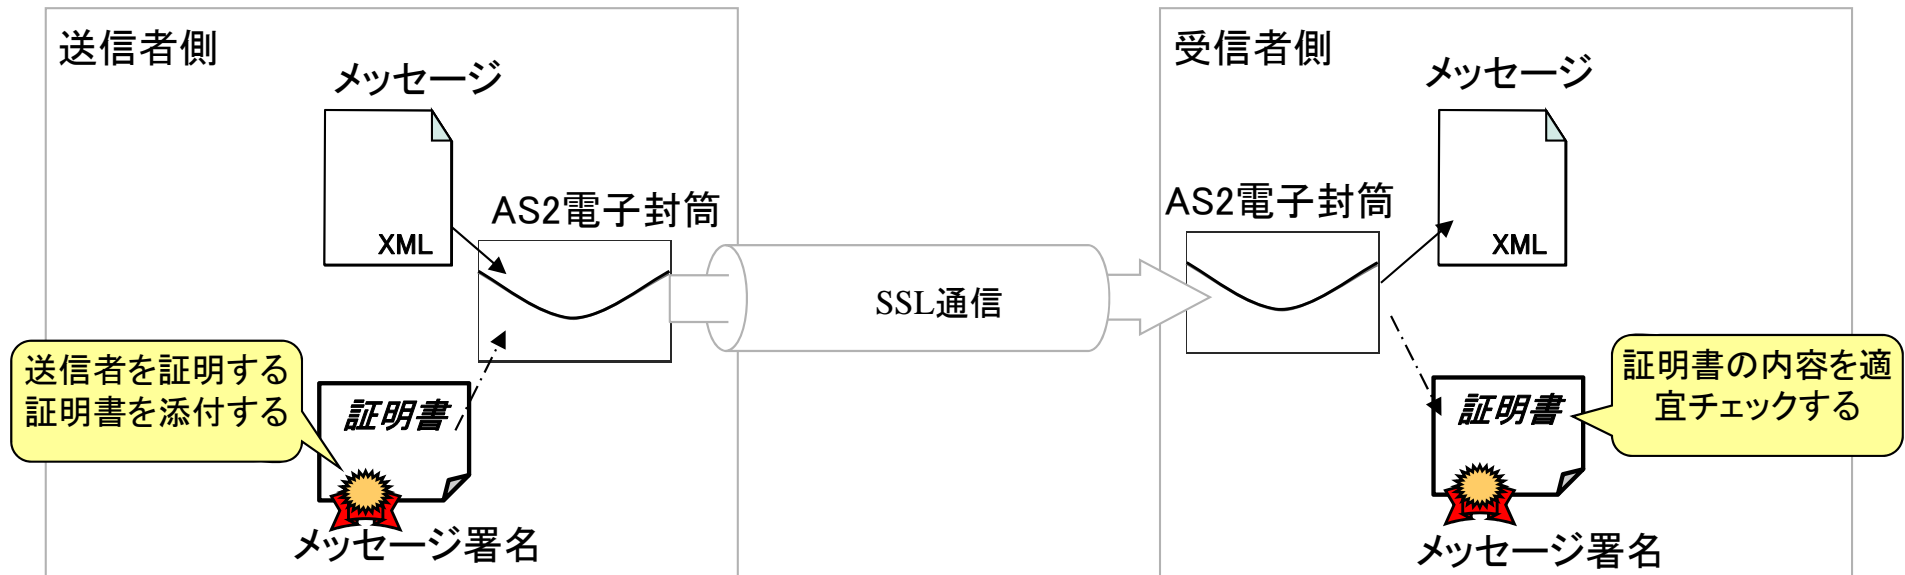 送信者側
メッセージ
XML
AS2電子封筒
送信者を証明する
証明書を添付する
証明書
メッセージ署名
SSL通信
受信者側
メッセージ
XML
AS2電子封筒
証明書の内容を適
宜チェックする
証明書
メッセージ署名